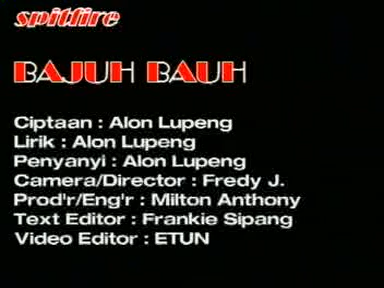 spitfire
BAJUH BAUH
Ciptaan : Alon Lupeng
Lirik : Alon Lupeng
Penyanyi : Alon Lupeng
Camera/Director : Fredy J.
Prod'r/Eng'r : Milton Anthony
Text Editor : Frankie Sipang
Video Editor : ETUN